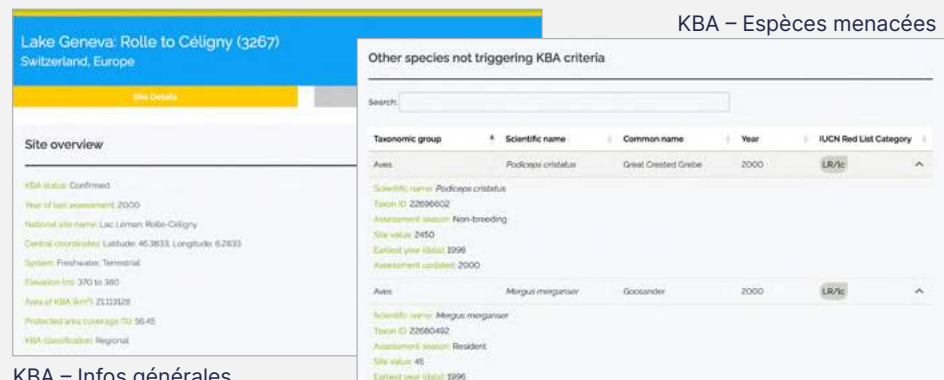 KBA – Espèces menacées
Lake Geneva: Rolle to Céligny (3267)
Switzerland, Europe
Site Details
Site overview
KBA status: Confirmed
Year of last assessment: 2000
National site name: Lac Léman: Rolle-Céligny
Central coordinates: Latitude: 46.3833, Longitude: 6.2833
System: Freshwater, Terrestrial
Elevation (m): 370 to 380
Area of KBA (km²): 21.113128
Protected area coverage (%): 56.45
KBA classification: Regional
KBA – Infos générales
Other species not triggering KBA criteria
Search:
Taxonomic group Scientific name Common name Year IUCN Red List Category
Aves Podiceps cristatus Great Crested Grebe 2000 LR/lc
Scientific name: Podiceps cristatus
Taxon ID: 22696602
Assessment season: Non-breeding
Site value: 2450
Earliest year (data): 1998
Assessment updated: 2000
Aves Mergus merganser Goosander 2000 LR/lc
Scientific name: Mergus merganser
Taxon ID: 22680492
Assessment season: Resident
Site value: 45
Earliest year (data): 1996